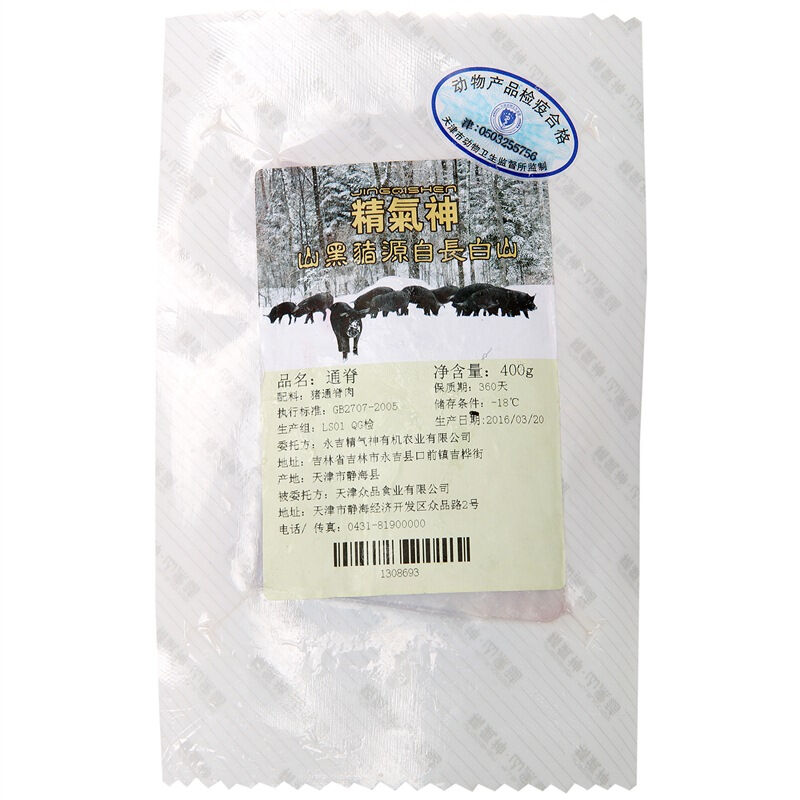 动物产品检疫合格
津:0503255756
天津市动物卫生监督所监制
JINGQISHEN
精氣神
山黑猪源自長白山
品名：通脊
净含量：400g
配料：猪通脊肉
保质期：360天
执行标准：GB2707-2005
储存条件：-18℃
生产组：LS01 QG检
生产日期：2016/03/20
委托方：永吉精气神有机农业有限公司
地址：吉林省吉林市永吉县口前镇吉桦街
产地：天津市静海县
被委托方：天津众品食业有限公司
地址：天津市静海经济开发区众品路2号
电话/ 传真：0431-81900000
1308693